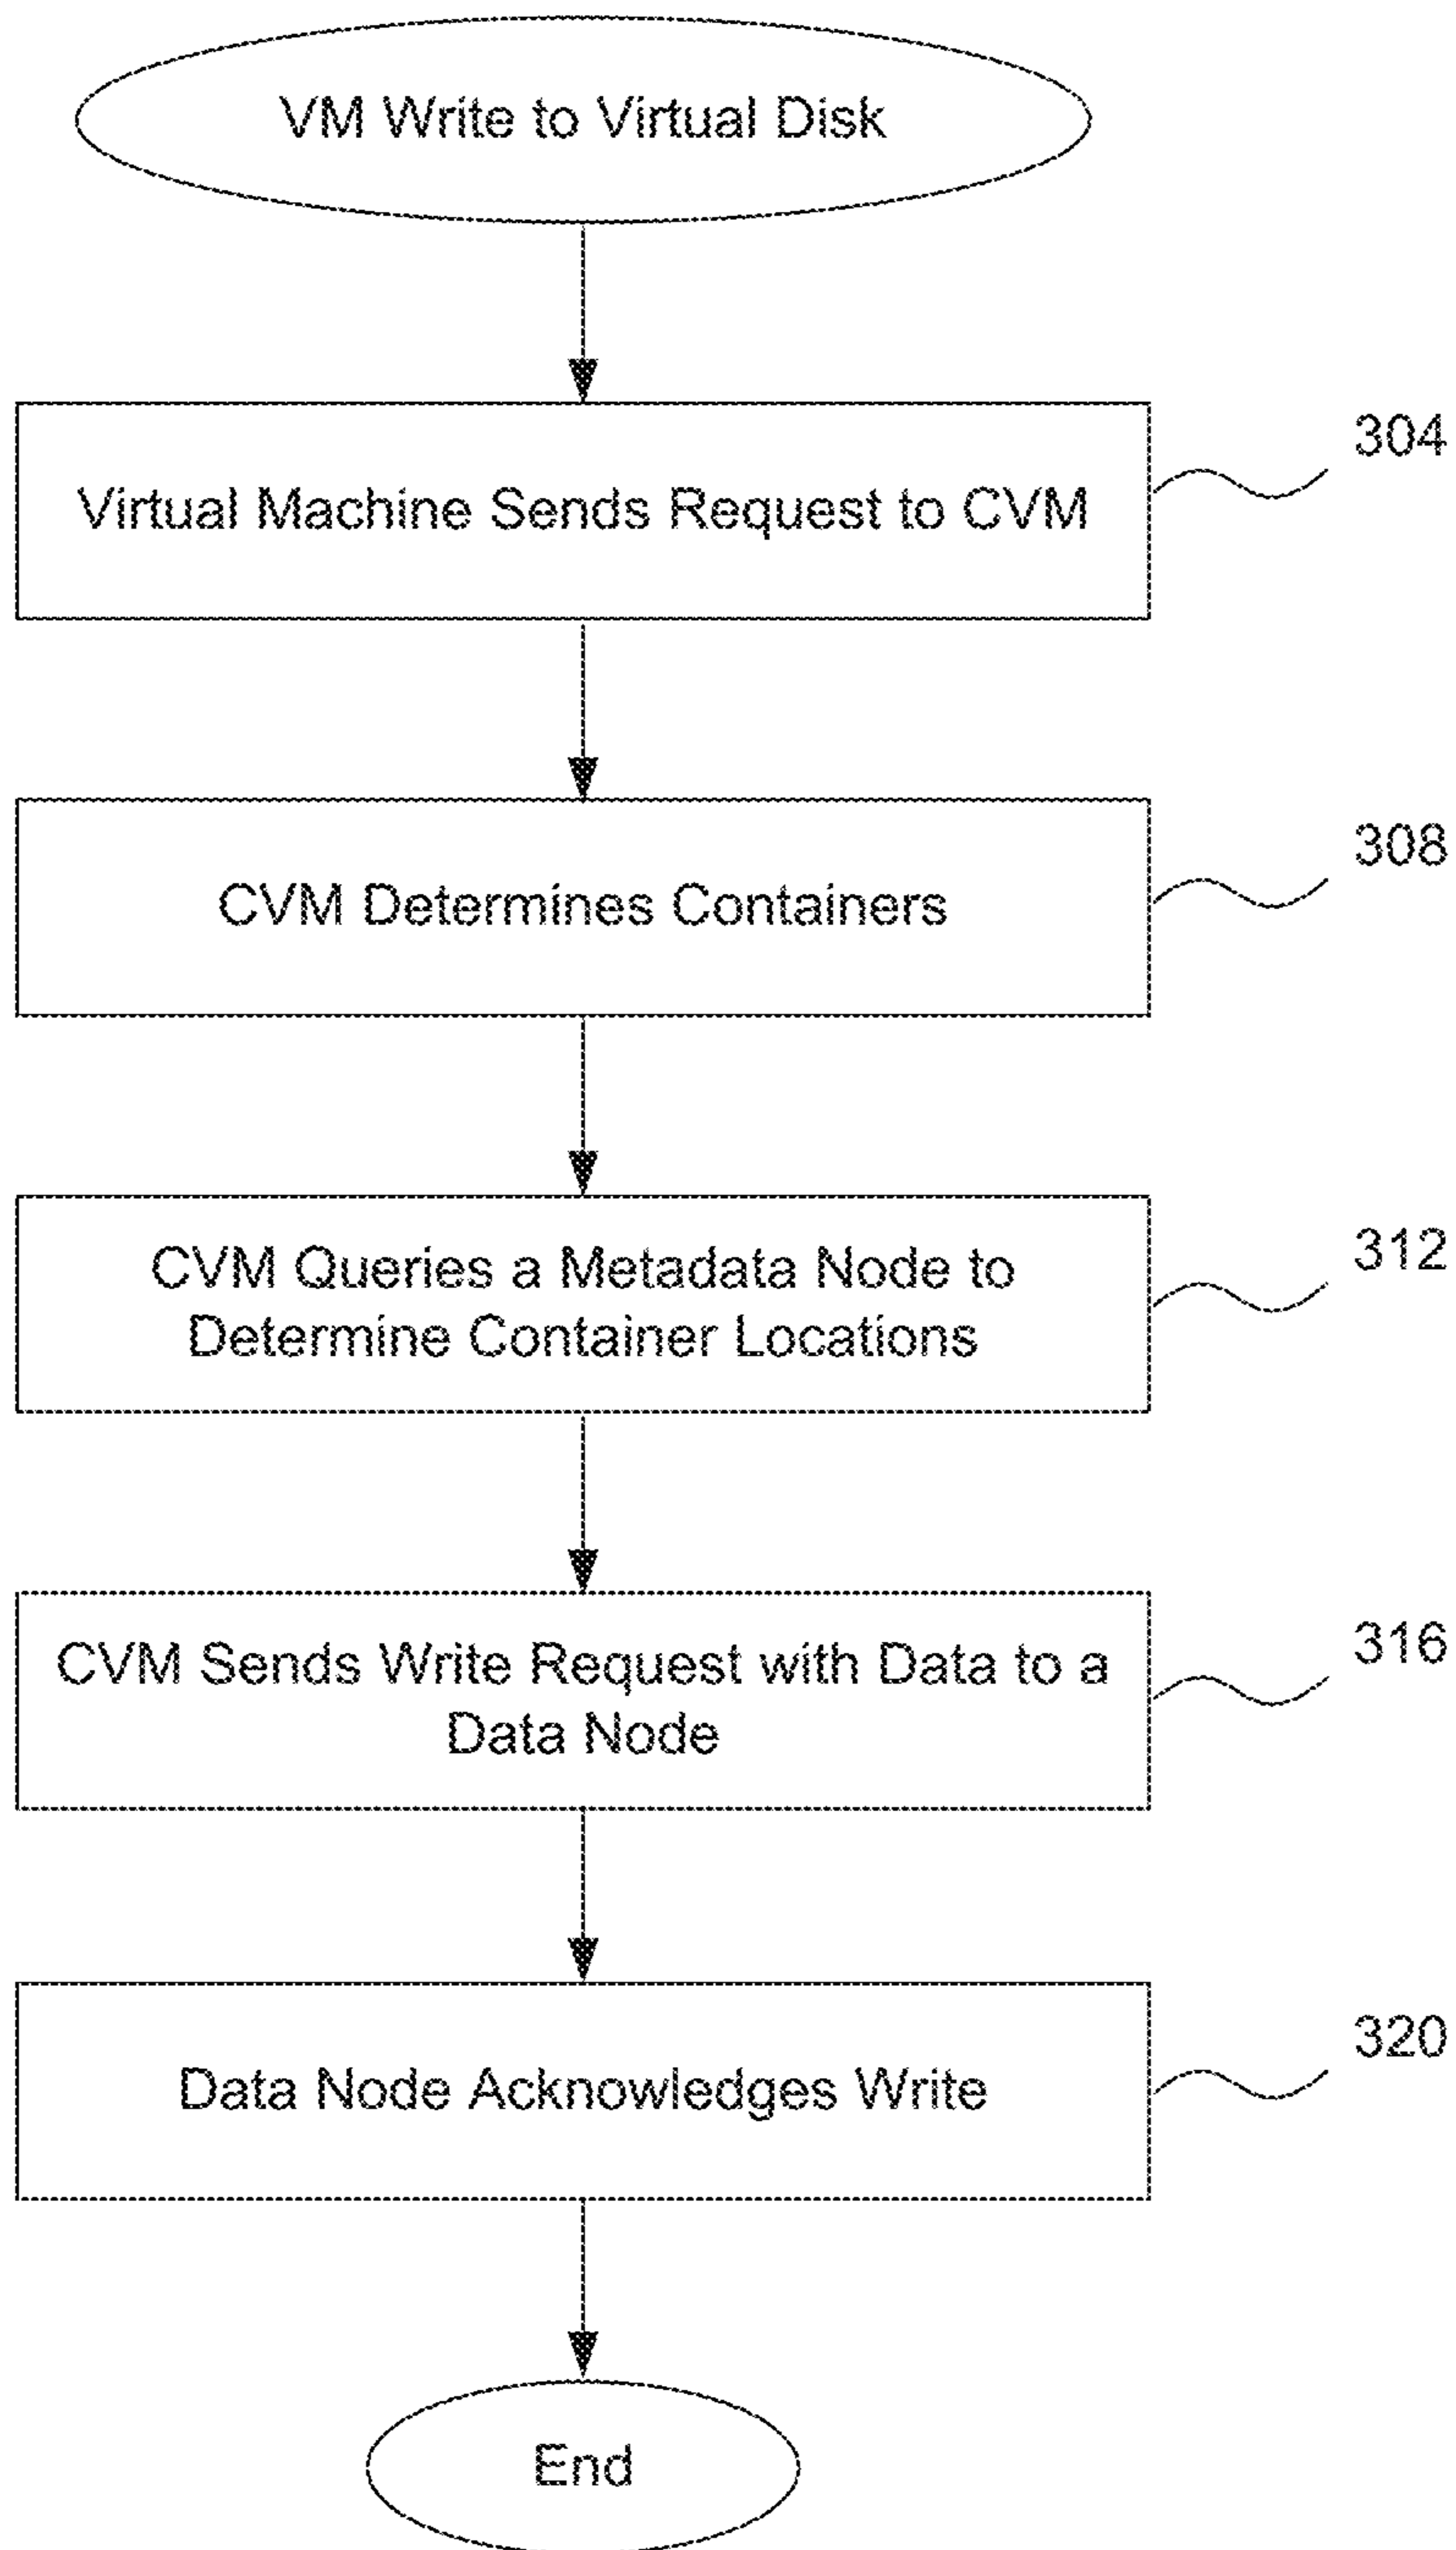 VM Write to Virtual Disk
304
Virtual Machine Sends Request to CVM
308
CVM Determines Containers
312
CVM Queries a Metadata Node to
Determine Container Locations
316
CVM Sends Write Request with Data to a
Data Node
320
Data Node Acknowledges Write
End